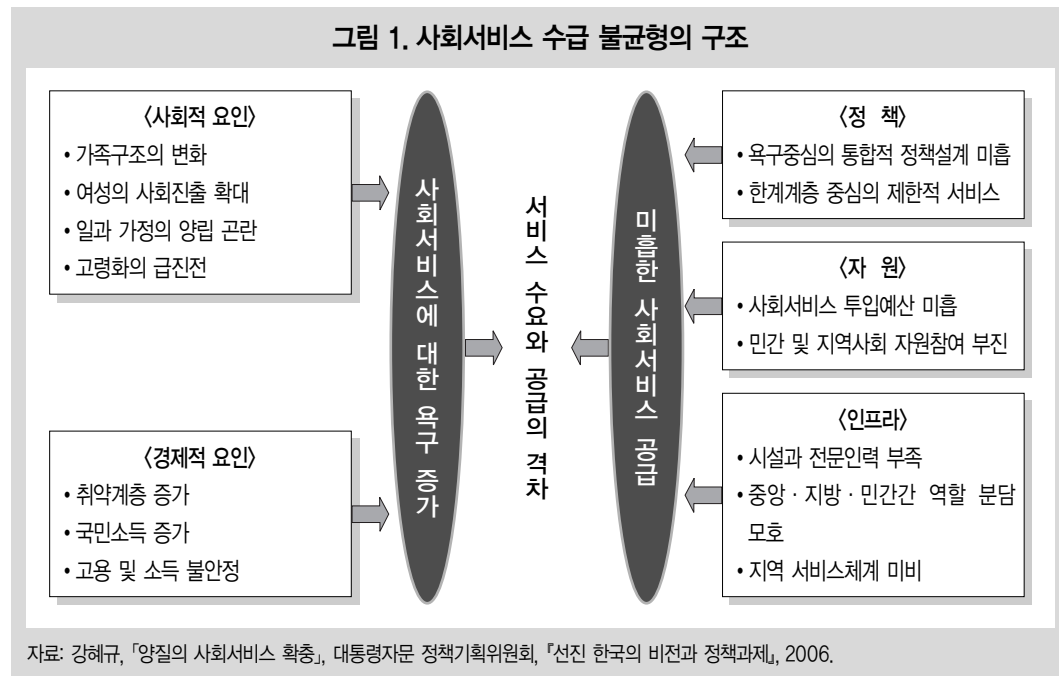 그림 1. 사회서비스 수급 불균형의 구조
〈사회적 요인〉
• 가족구조의 변화
• 여성의 사회진출 확대
• 일과 가정의 양립 곤란
• 고령화의 급진전
〈경제적 요인〉
• 취약계층 증가
• 국민소득 증가
• 고용 및 소득 불안정
사회서비스에 대한 욕구 증가
서비스 수요와 공급의 격차
미흡한 사회서비스 공급
〈정 책〉
• 욕구중심의 통합적 정책설계 미흡
• 한계계층 중심의 제한적 서비스
〈자 원〉
• 사회서비스 투입예산 미흡
• 민간 및 지역사회 자원참여 부진
〈인프라〉
• 시설과 전문인력 부족
• 중앙 · 지방 · 민간간 역할 분담
모호
• 지역 서비스체계 미비
자료: 강혜규, 「양질의 사회서비스 확충」, 대통령자문 정책기획위원회, 『선진 한국의 비전과 정책과제』, 2006.